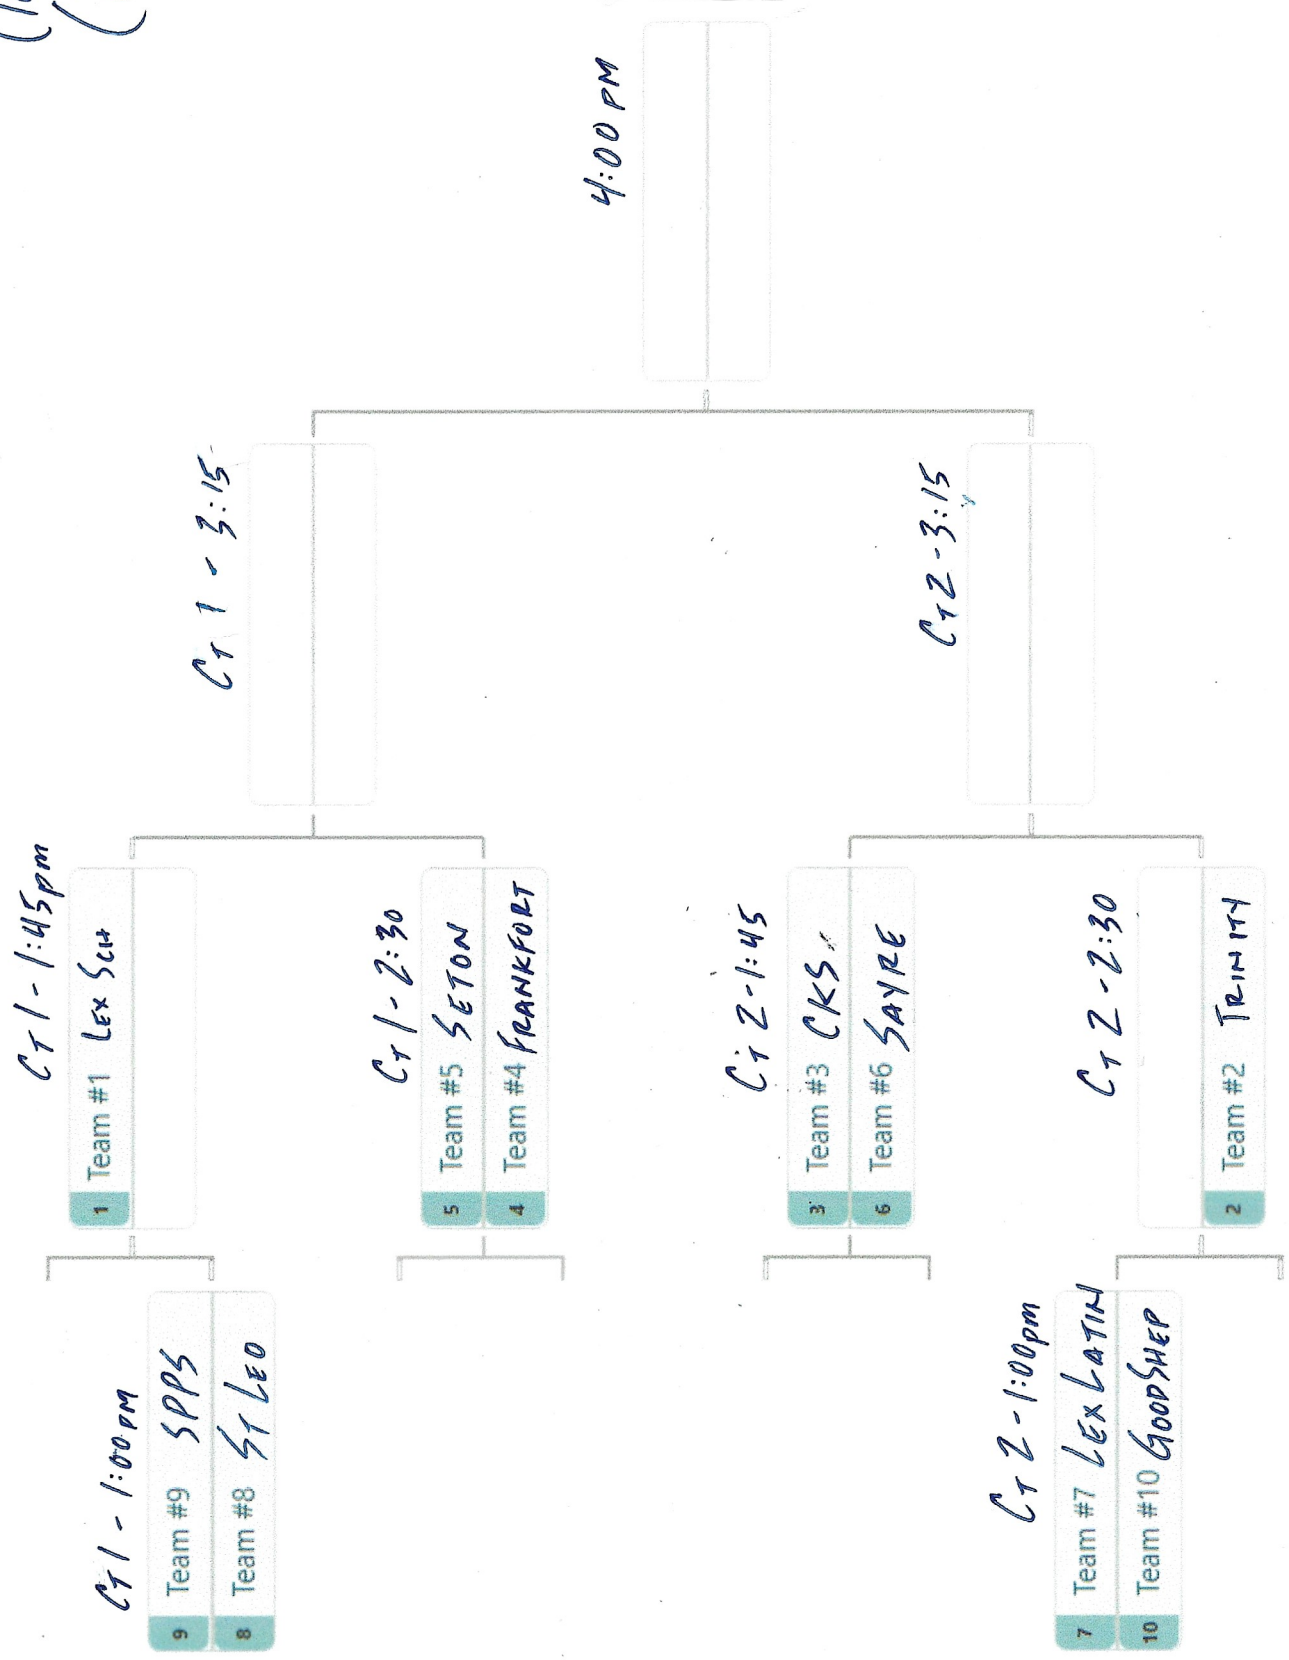 CT 1 - 1:00 PM
9 Team #9 SPPS
8 Team #8 ST LEO
CT 1 - 1:45pm
1 Team #1 LEX SCH
CT 1 - 2:30
5 Team #5 SETON
4 Team #4 FRANKFORT
CT 1 - 3:15
4:00 PM
CT 2 - 3:15
CT 2 - 1:45
3 Team #3 CKS
6 Team #6 SAYRE
CT 2 - 2:30
2 Team #2 TRINITY
CT 2 - 1:00pm
7 Team #7 LEX LATIN
10 Team #10 GOODSHEP